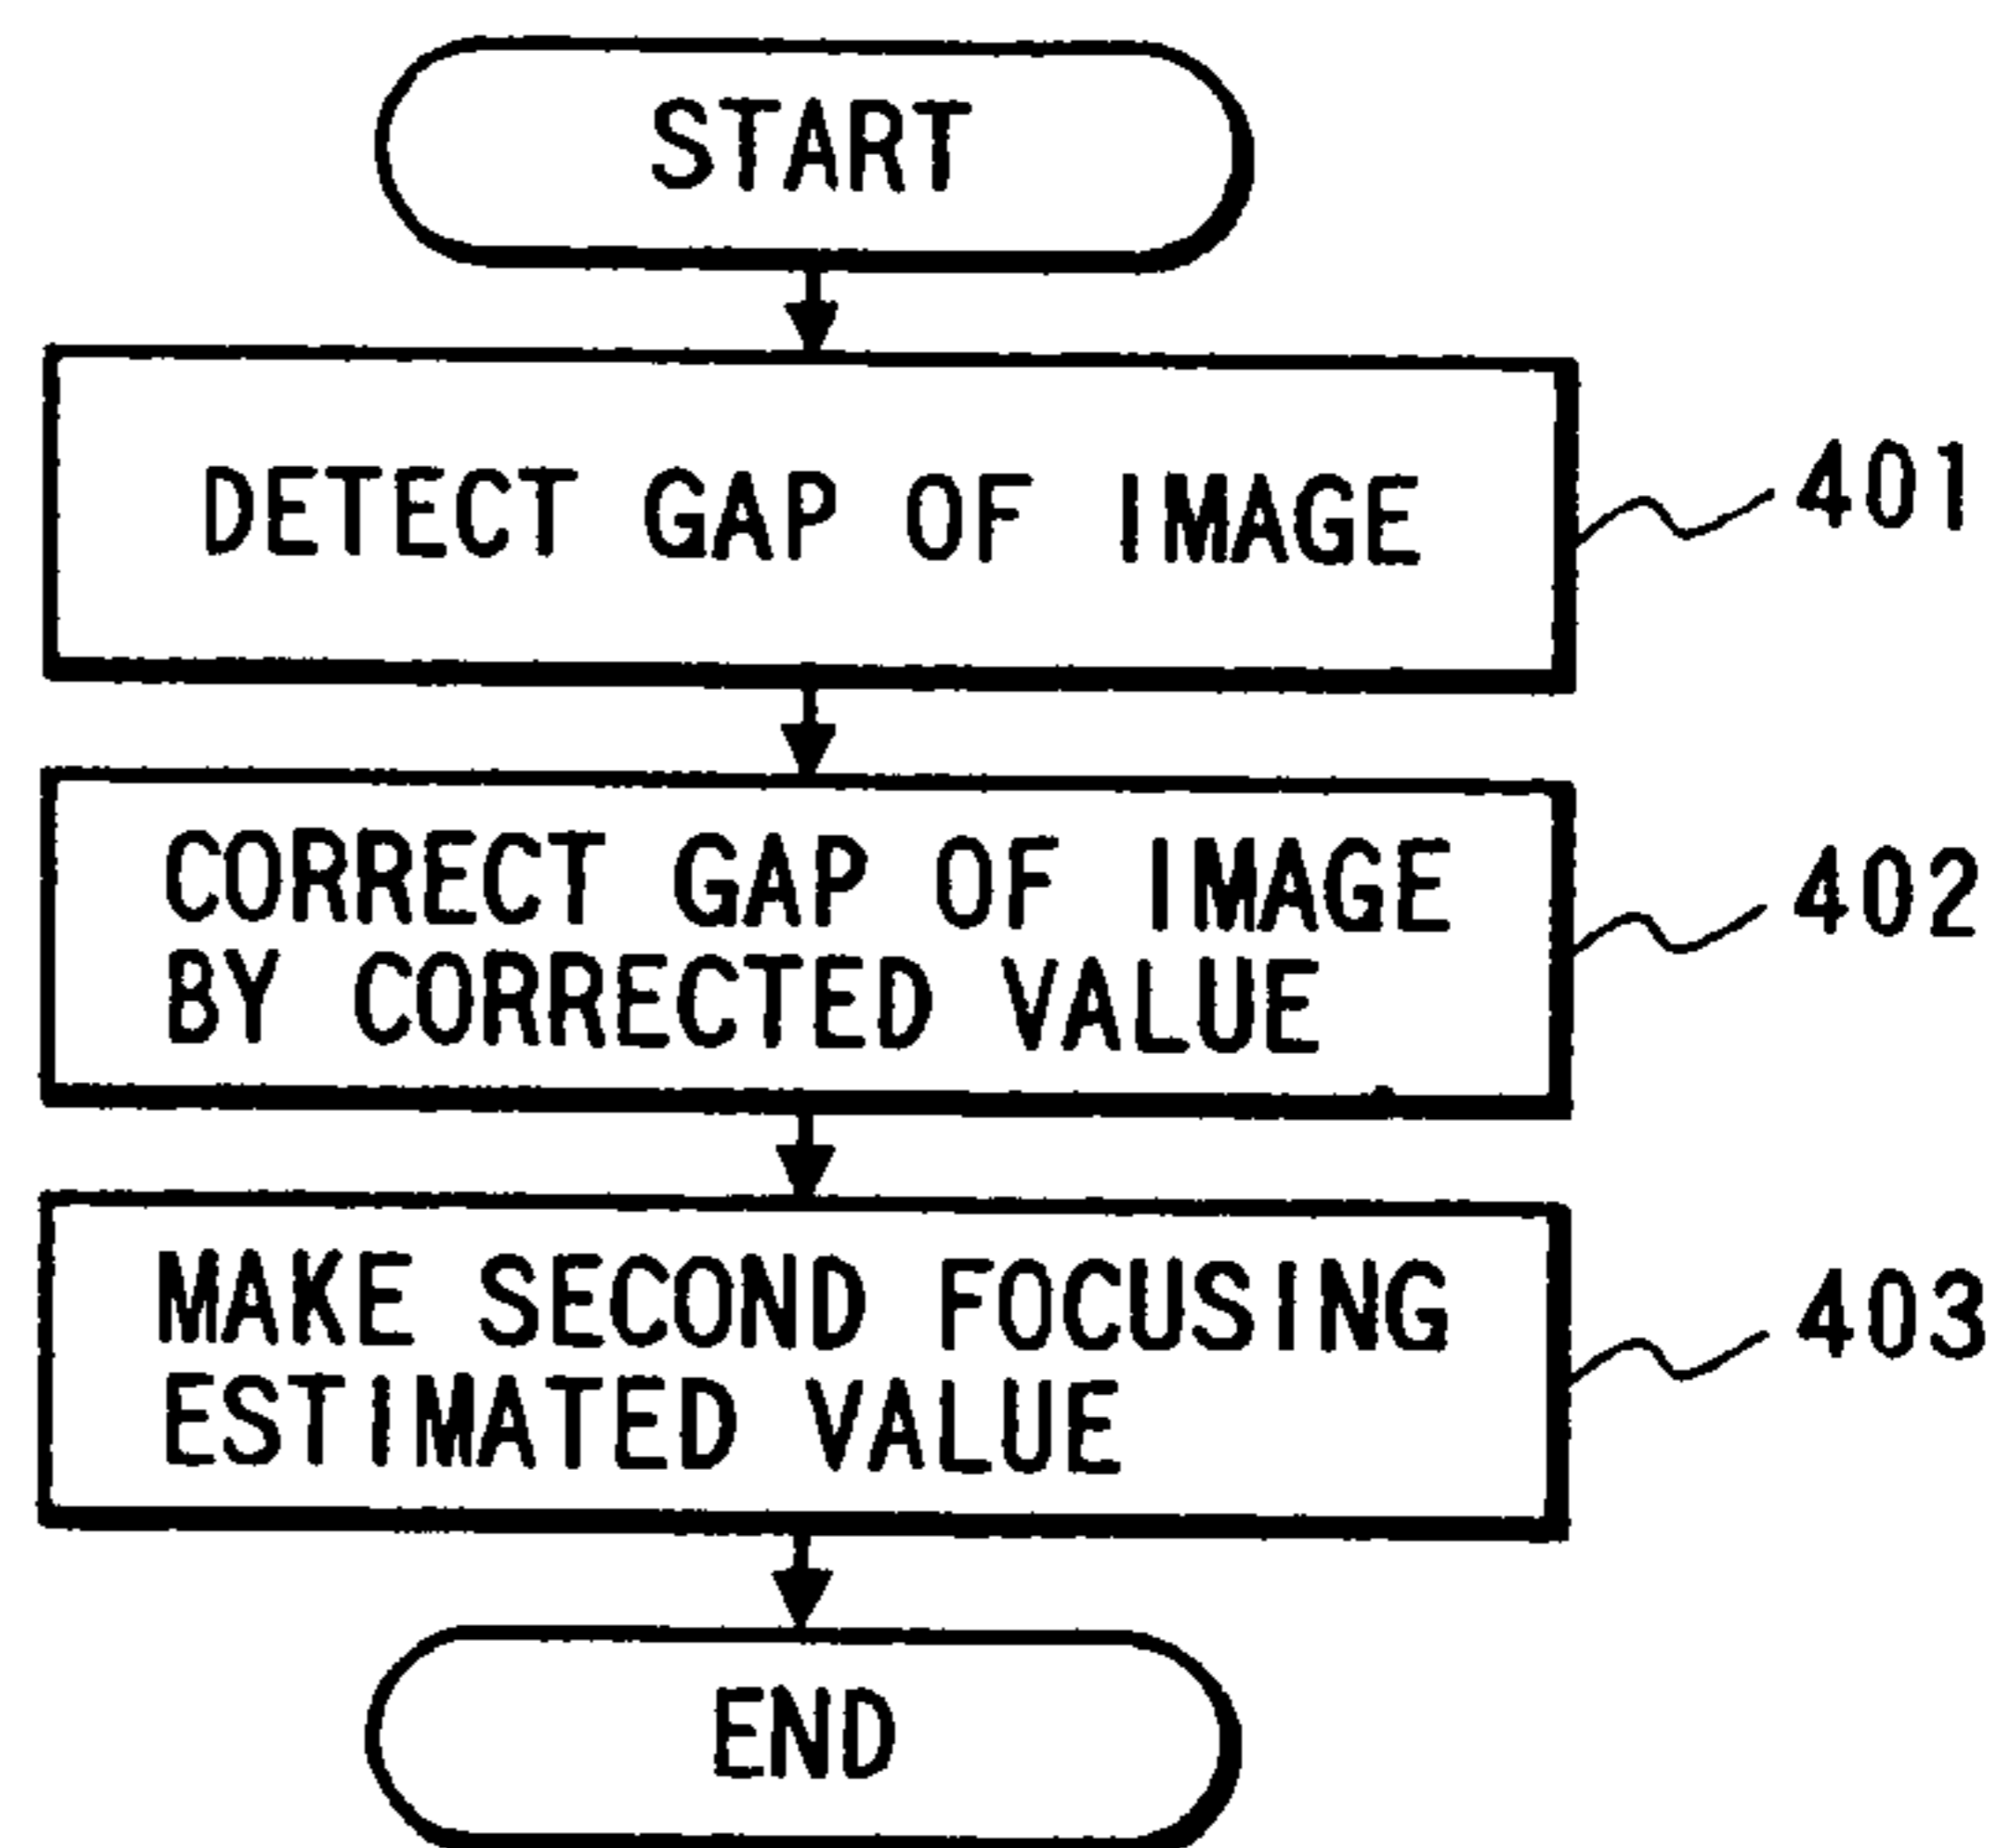 START
DETECT GAP OF IMAGE
401
CORRECT GAP OF IMAGE
BY CORRECTED VALUE
402
MAKE SECOND FOCUSING
ESTIMATED VALUE
403
END